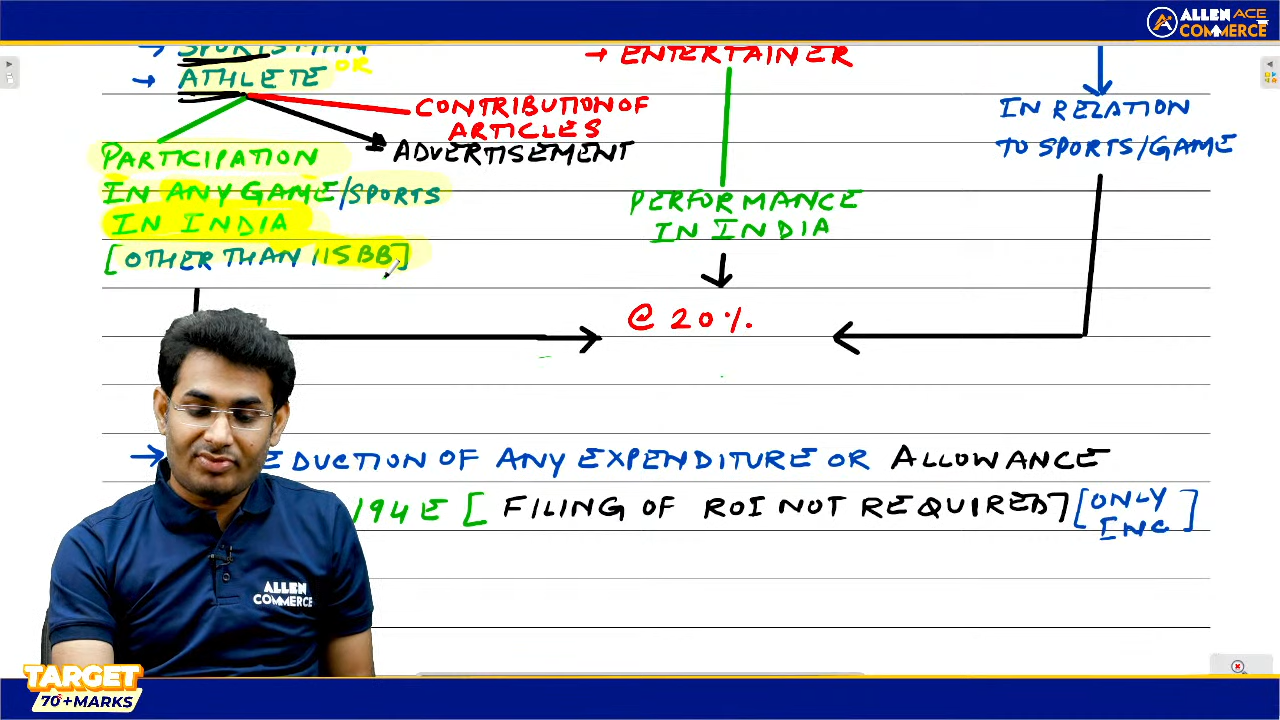 ALLEN ACE
COMMERCE
→ SPORTSMAN
→ ATHLETE OR
CONTRIBUTION OF
ARTICLES
ADVERTISEMENT
PARTICIPATION
IN ANY GAME/SPORTS
IN INDIA
[OTHER THAN 115BB]
→ ENTERTAINER
PERFORMANCE
IN INDIA
IN RELATION
TO SPORTS/GAME
@ 20%
→ EDUCTION OF ANY EXPENDITURE OR ALLOWANCE
194E [ FILING OF ROI NOT REQUIRED] [ONLY
INC]
ALLEN
COMMERCE
TARGET
70+MARKS